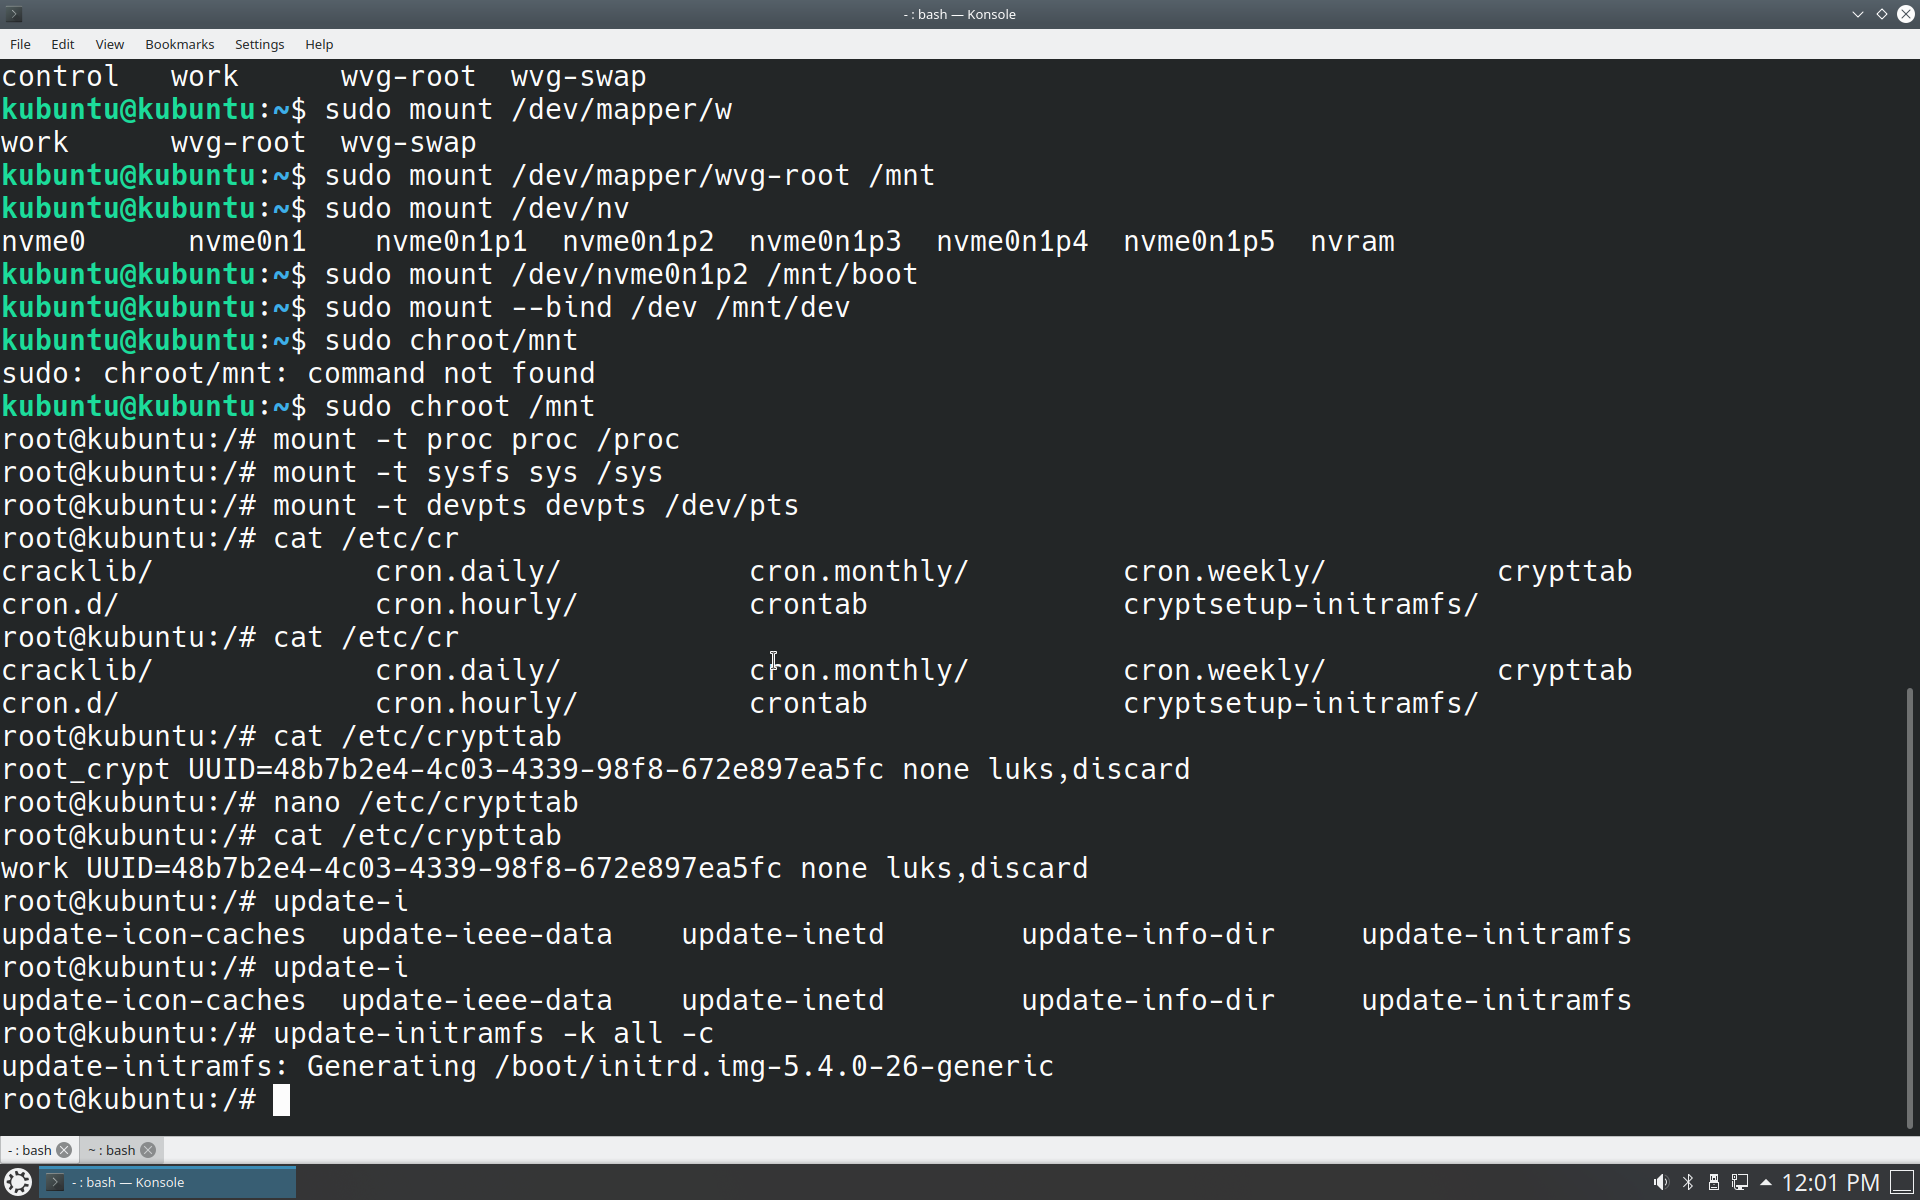 - : bash — Konsole
File Edit View Bookmarks Settings Help
control   work      wvg-root  wvg-swap
kubuntu@kubuntu:~$ sudo mount /dev/mapper/w
work      wvg-root  wvg-swap
kubuntu@kubuntu:~$ sudo mount /dev/mapper/wvg-root /mnt
kubuntu@kubuntu:~$ sudo mount /dev/nv
nvme0      nvme0n1    nvme0n1p1  nvme0n1p2  nvme0n1p3  nvme0n1p4  nvme0n1p5  nvram
kubuntu@kubuntu:~$ sudo mount /dev/nvme0n1p2 /mnt/boot
kubuntu@kubuntu:~$ sudo mount --bind /dev /mnt/dev
kubuntu@kubuntu:~$ sudo chroot/mnt
sudo: chroot/mnt: command not found
kubuntu@kubuntu:~$ sudo chroot /mnt
root@kubuntu:/# mount -t proc proc /proc
root@kubuntu:/# mount -t sysfs sys /sys
root@kubuntu:/# mount -t devpts devpts /dev/pts
root@kubuntu:/# cat /etc/cr
cracklib/             cron.daily/           cron.monthly/         cron.weekly/          crypttab
cron.d/               cron.hourly/          crontab               cryptsetup-initramfs/
root@kubuntu:/# cat /etc/cr
cracklib/             cron.daily/           cron.monthly/         cron.weekly/          crypttab
cron.d/               cron.hourly/          crontab               cryptsetup-initramfs/
root@kubuntu:/# cat /etc/crypttab
root_crypt UUID=48b7b2e4-4c03-4339-98f8-672e897ea5fc none luks,discard
root@kubuntu:/# nano /etc/crypttab
root@kubuntu:/# cat /etc/crypttab
work UUID=48b7b2e4-4c03-4339-98f8-672e897ea5fc none luks,discard
root@kubuntu:/# update-i
update-icon-caches  update-ieee-data    update-inetd        update-info-dir     update-initramfs
root@kubuntu:/# update-i
update-icon-caches  update-ieee-data    update-inetd        update-info-dir     update-initramfs
root@kubuntu:/# update-initramfs -k all -c
update-initramfs: Generating /boot/initrd.img-5.4.0-26-generic
root@kubuntu:/#
- : bash ~ : bash
- : bash — Konsole 12:01 PM